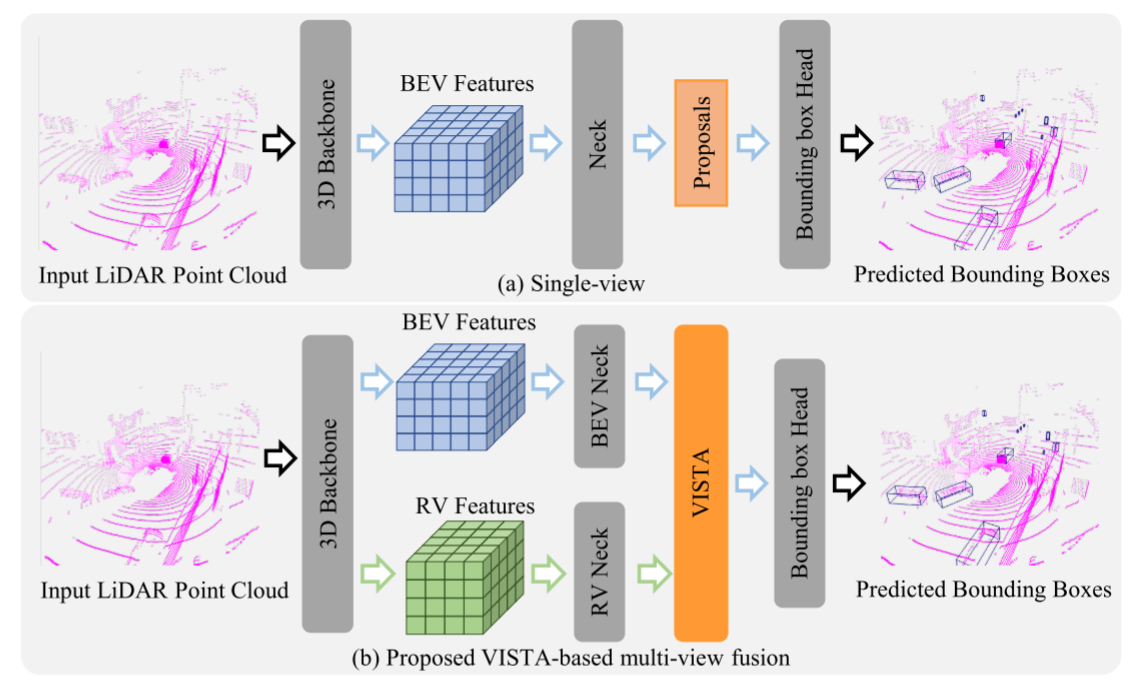 BEV Features
3D Backbone
Neck
Proposals
Bounding box Head
Input LiDAR Point Cloud
Predicted Bounding Boxes
(a) Single-view
BEV Features
3D Backbone
BEV Neck
RV Features
RV Neck
VISTA
Bounding box Head
Input LiDAR Point Cloud
Predicted Bounding Boxes
(b) Proposed VISTA-based multi-view fusion